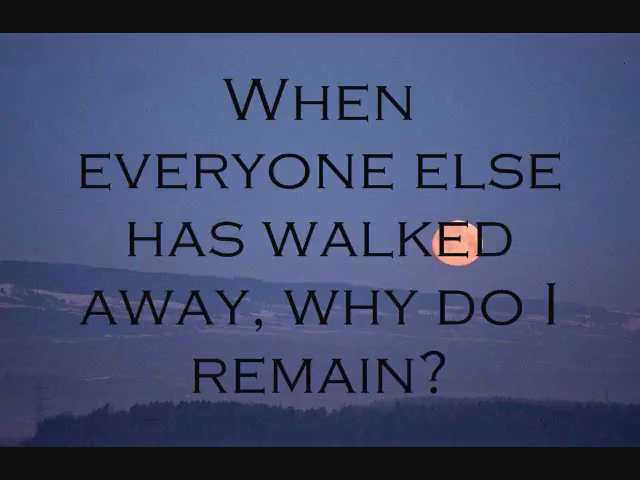 When
everyone else
has walked
away, why do I
remain?